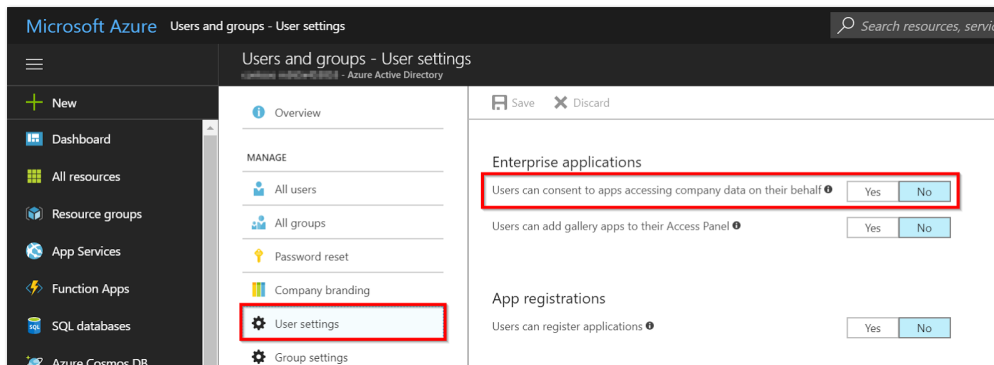 Microsoft Azure Users and groups - User settings
Search resources, servic
Users and groups - User settings
- Azure Active Directory
New
Dashboard
All resources
Resource groups
App Services
Function Apps
SQL databases
Azure Cosmos DB
Overview
MANAGE
All users
All groups
Password reset
Company branding
User settings
Group settings
Save Discard
Enterprise applications
Users can consent to apps accessing company data on their behalf Yes No
Users can add gallery apps to their Access Panel Yes No
App registrations
Users can register applications Yes No